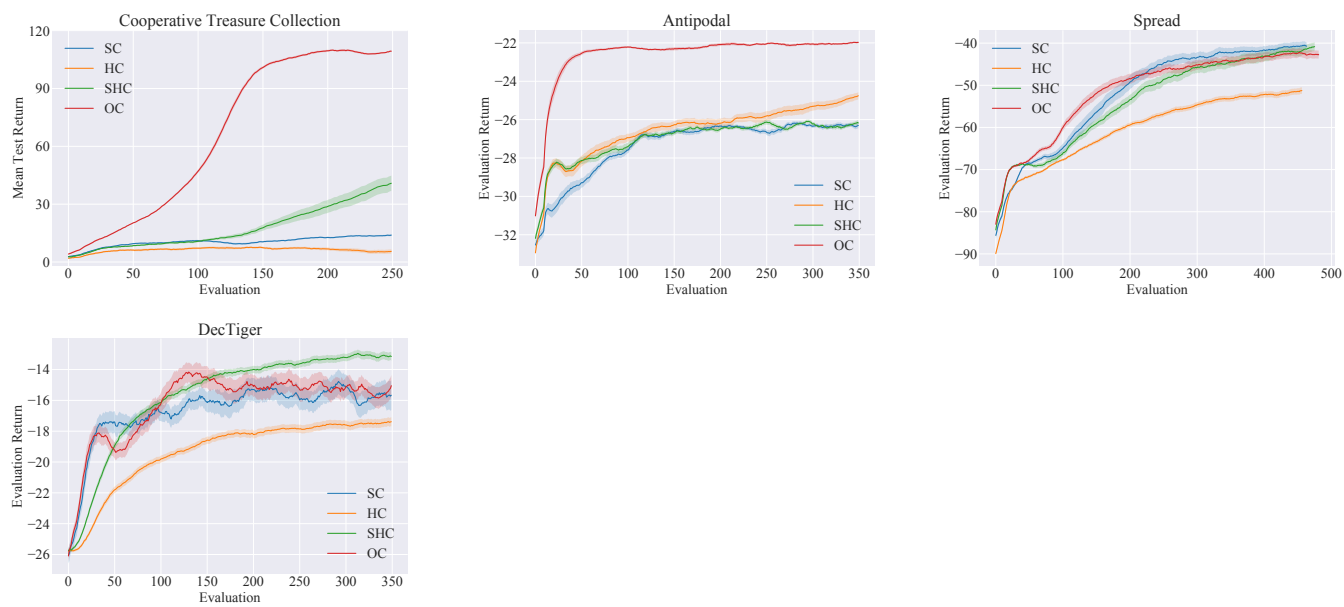 Cooperative Treasure Collection
120
90
60
30
0
Mean Test Return
SC
HC
SHC
OC
0 50 100 150 200 250
Evaluation
Antipodal
−22
−24
−26
−28
−30
−32
Evaluation Return
SC
HC
SHC
OC
0 50 100 150 200 250 300 350
Evaluation
Spread
−40
−50
−60
−70
−80
−90
Evaluation Return
SC
HC
SHC
OC
0 100 200 300 400 500
Evaluation
DecTiger
−14
−16
−18
−20
−22
−24
−26
Evaluation Return
SC
HC
SHC
OC
0 50 100 150 200 250 300 350
Evaluation